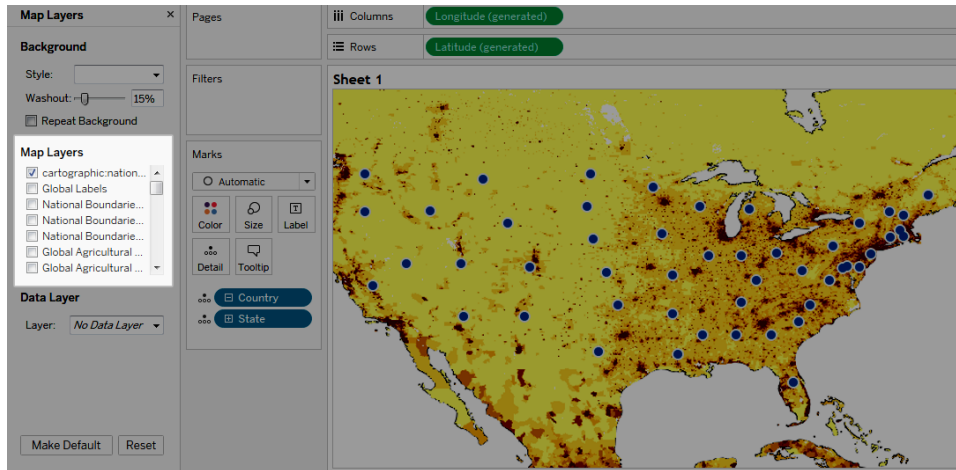 Map Layers ×
Background
Style:
Washout: 15%
Repeat Background
Map Layers
cartographic:nation...
Global Labels
National Boundarie...
National Boundarie...
National Boundarie...
Global Agricultural ...
Global Agricultural ...
Data Layer
Layer: No Data Layer
Make Default Reset
Pages
Filters
Marks
Automatic
Color Size Label
Detail Tooltip
Country
State
Columns Longitude (generated)
Rows Latitude (generated)
Sheet 1